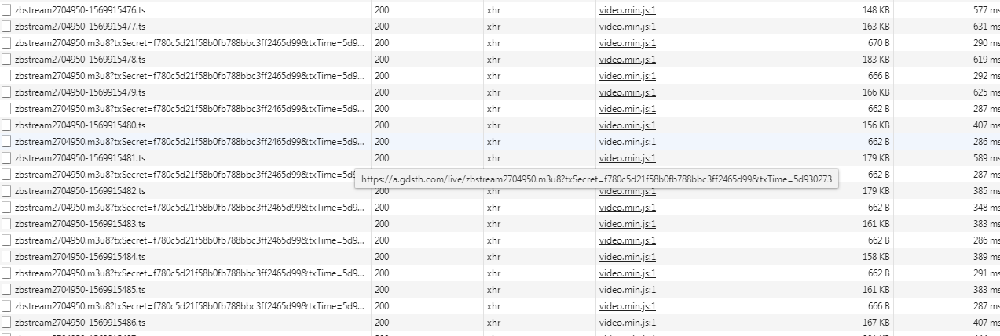 zbstream2704950-1569915476.ts 200 xhr video.min.js:1 148 KB 577 ms
zbstream2704950-1569915477.ts 200 xhr video.min.js:1 163 KB 631 ms
zbstream2704950.m3u8?txSecret=f780c5d21f58b0fb788bbc3ff2465d99&txTime=5d9... 200 xhr video.min.js:1 670 B 290 ms
zbstream2704950-1569915478.ts 200 xhr video.min.js:1 183 KB 619 ms
zbstream2704950.m3u8?txSecret=f780c5d21f58b0fb788bbc3ff2465d99&txTime=5d9... 200 xhr video.min.js:1 666 B 292 ms
zbstream2704950-1569915479.ts 200 xhr video.min.js:1 166 KB 625 ms
zbstream2704950.m3u8?txSecret=f780c5d21f58b0fb788bbc3ff2465d99&txTime=5d9... 200 xhr video.min.js:1 662 B 287 ms
zbstream2704950-1569915480.ts 200 xhr video.min.js:1 156 KB 407 ms
zbstream2704950.m3u8?txSecret=f780c5d21f58b0fb788bbc3ff2465d99&txTime=5d9... 200 xhr video.min.js:1 662 B 286 ms
zbstream2704950-1569915481.ts 200 xhr video.min.js:1 179 KB 589 ms
zbstream2704950.m3u8?txSecret=f780c5d21f58b0fb788bbc3ff2465d99&txTime=5d9 662 B 287 ms
https://a.gdsth.com/live/zbstream2704950.m3u8?txSecret=f780c5d21f58b0fb788bbc3ff2465d99&txTime=5d930273
zbstream2704950-1569915482.ts 200 xhr video.min.js:1 179 KB 385 ms
zbstream2704950.m3u8?txSecret=f780c5d21f58b0fb788bbc3ff2465d99&txTime=5d9... 200 xhr video.min.js:1 662 B 348 ms
zbstream2704950-1569915483.ts 200 xhr video.min.js:1 161 KB 383 ms
zbstream2704950.m3u8?txSecret=f780c5d21f58b0fb788bbc3ff2465d99&txTime=5d9... 200 xhr video.min.js:1 662 B 286 ms
zbstream2704950-1569915484.ts 200 xhr video.min.js:1 158 KB 389 ms
zbstream2704950.m3u8?txSecret=f780c5d21f58b0fb788bbc3ff2465d99&txTime=5d9... 200 xhr video.min.js:1 662 B 291 ms
zbstream2704950-1569915485.ts 200 xhr video.min.js:1 161 KB 383 ms
zbstream2704950.m3u8?txSecret=f780c5d21f58b0fb788bbc3ff2465d99&txTime=5d9... 200 xhr video.min.js:1 666 B 287 ms
zbstream2704950-1569915486.ts 200 xhr video.min.js:1 167 KB 407 ms